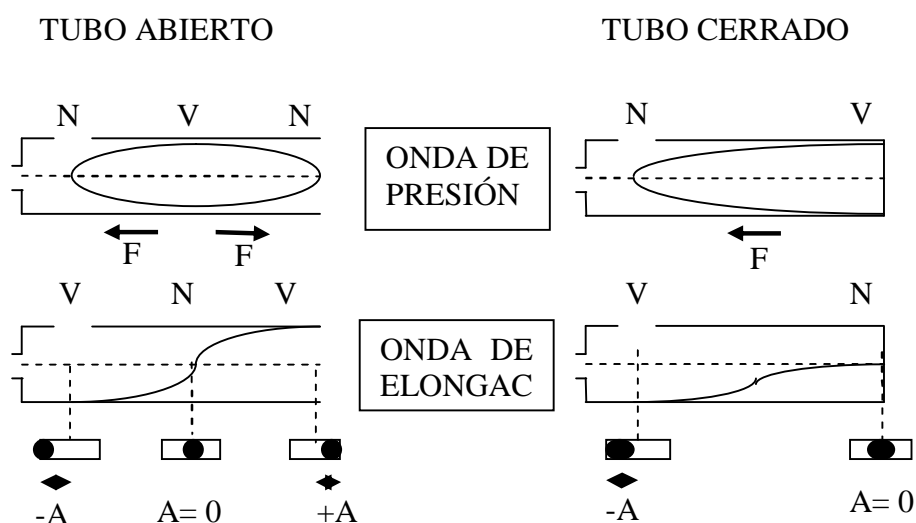 TUBO ABIERTO TUBO CERRADO
N V N N V
ONDA DE
PRESIÓN
F F F
V N V V N
ONDA DE
ELONGAC
-A A= 0 +A -A A= 0